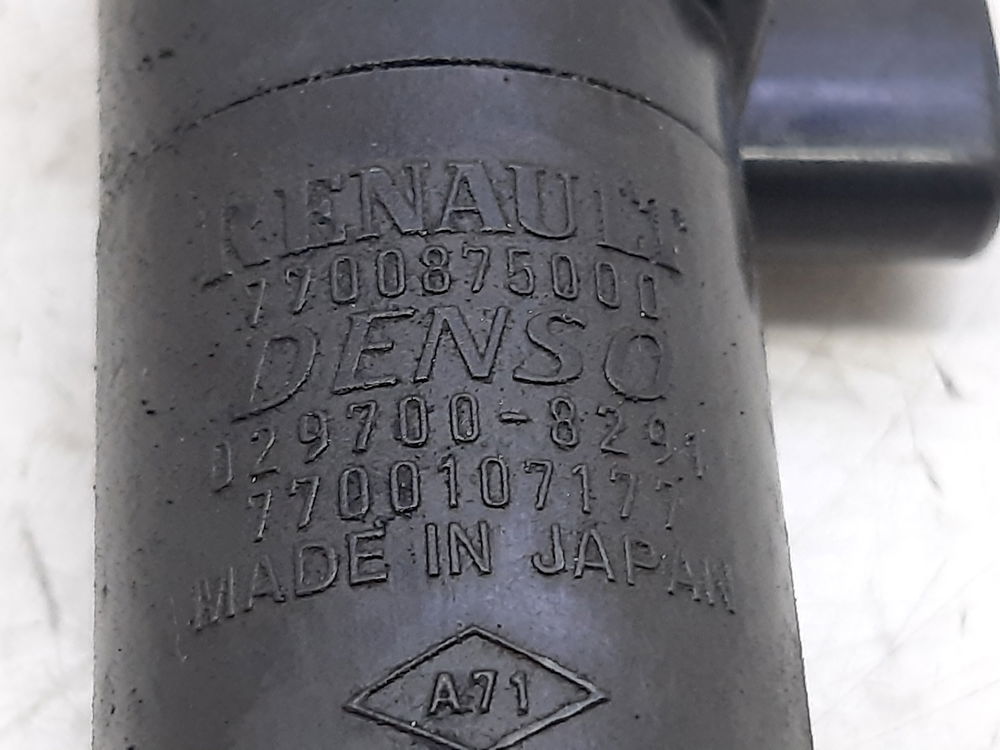 RENAULT
7700875000
DENSO
029700-8291
7700107177
MADE IN JAPAN
A71